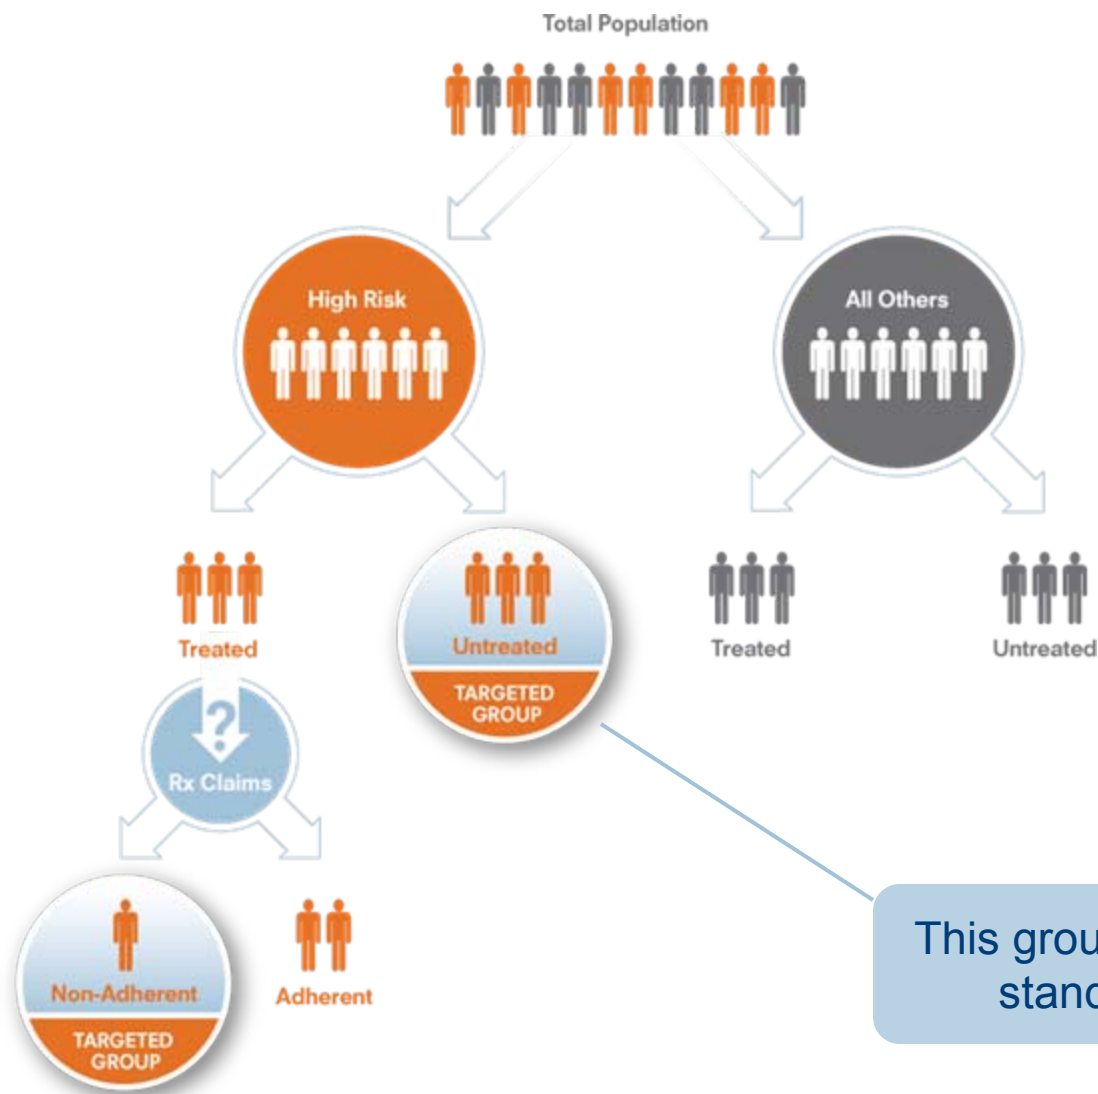 Total Population
High Risk
All Others
Treated
Untreated
TARGETED
GROUP
Treated
Untreated
?
Rx Claims
Non-Adherent
TARGETED
GROUP
Adherent
This grou
stand